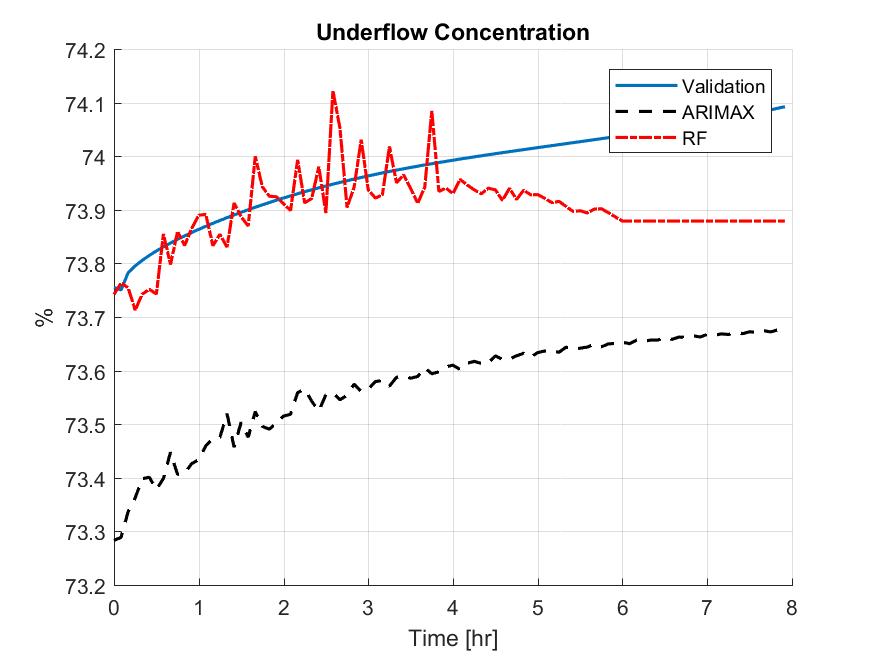 Underflow Concentration
74.2
74.1
74
73.9
73.8
73.7
73.6
73.5
73.4
73.3
73.2
%
Validation
ARIMAX
RF
0 1 2 3 4 5 6 7 8
Time [hr]